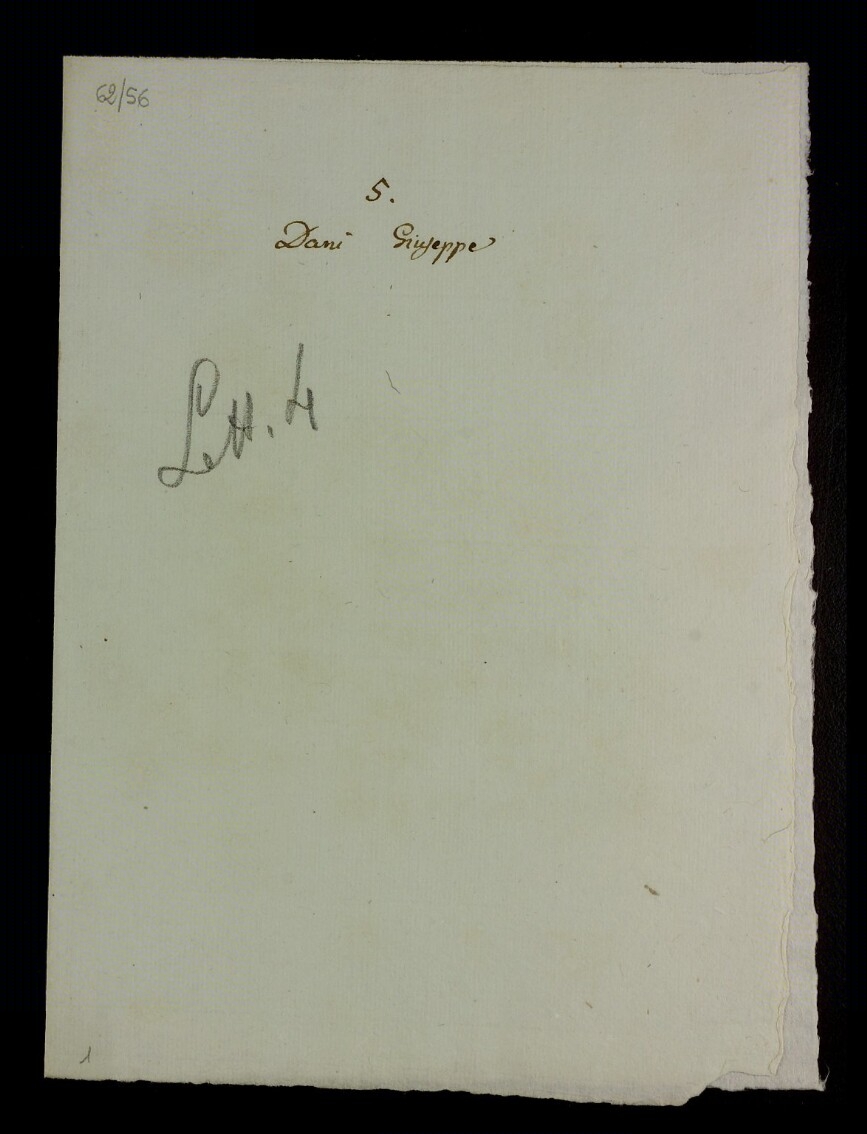 62/56
5.
Dani Giuseppe
Lett. 4
1